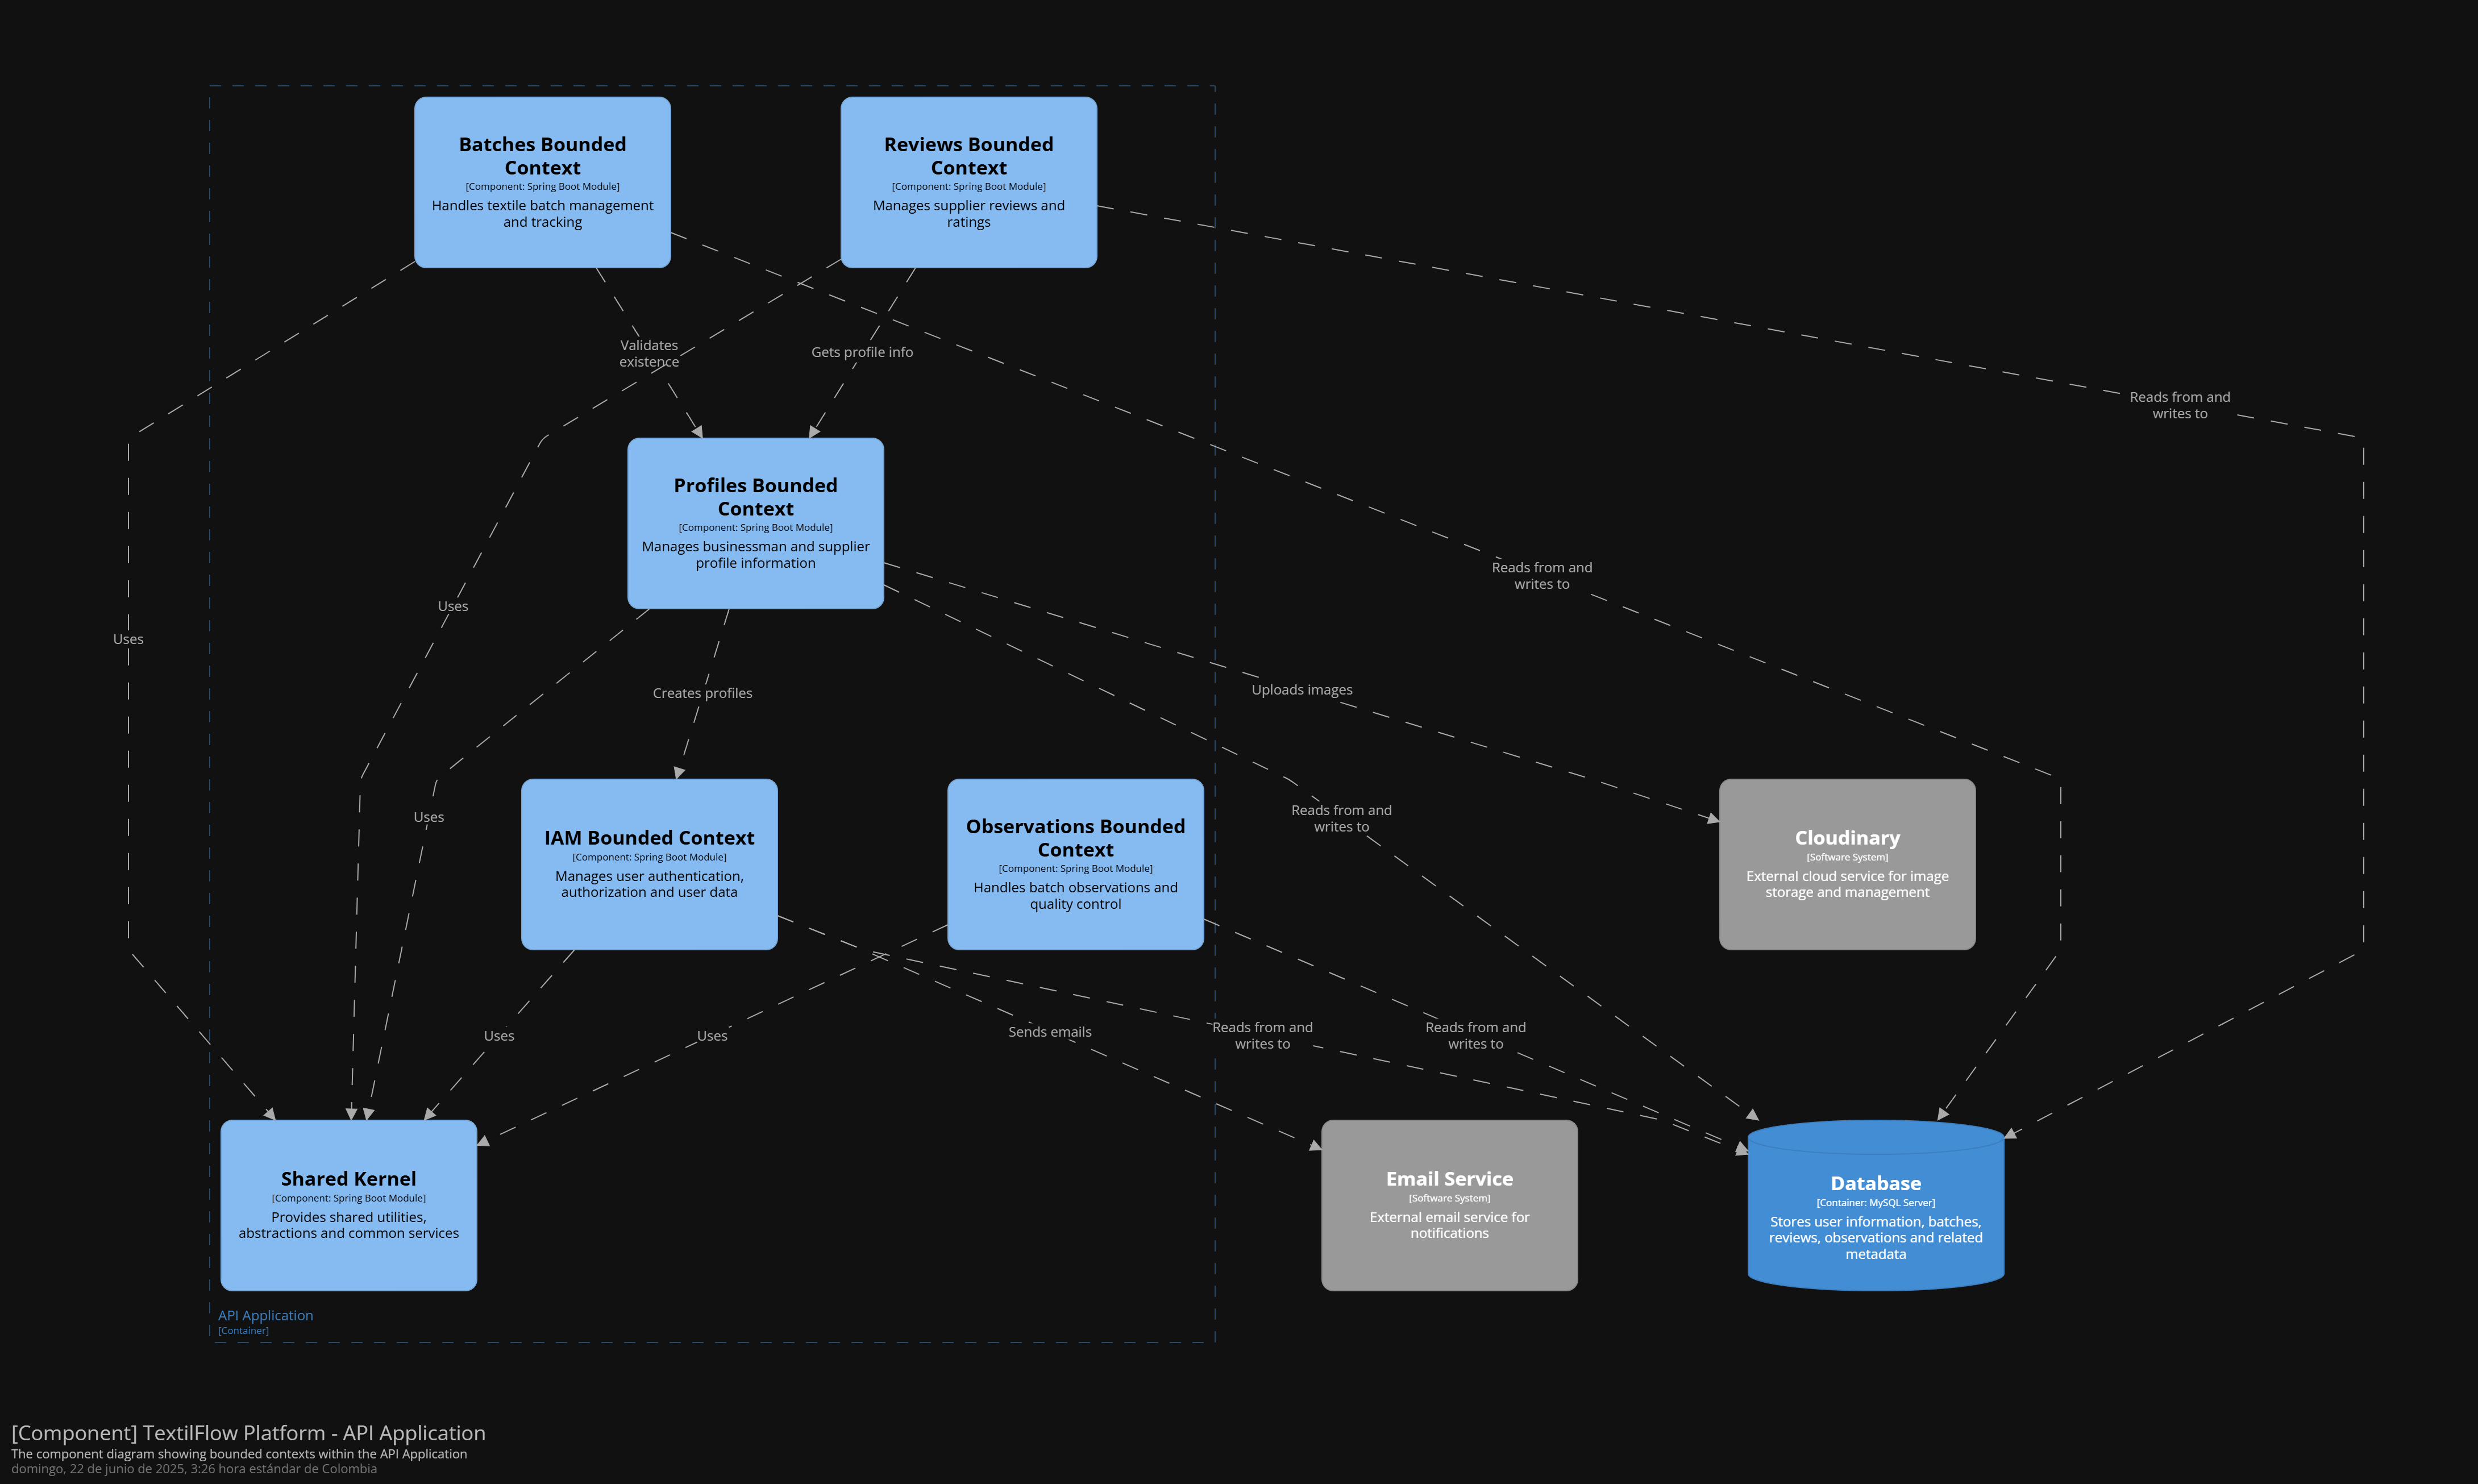 Batches Bounded
Context
[Component: Spring Boot Module]
Handles textile batch management
and tracking
Reviews Bounded
Context
[Component: Spring Boot Module]
Manages supplier reviews and
ratings
Validates
existence
Gets profile info
Reads from and
writes to
Profiles Bounded
Context
[Component: Spring Boot Module]
Manages businessman and supplier
profile information
Reads from and
writes to
Uses
Uses
Creates profiles
Uploads images
Uses
Reads from and
writes to
IAM Bounded Context
[Component: Spring Boot Module]
Manages user authentication,
authorization and user data
Observations Bounded
Context
[Component: Spring Boot Module]
Handles batch observations and
quality control
Cloudinary
[Software System]
External cloud service for image
storage and management
Uses
Uses
Sends emails
Reads from and
writes to
Reads from and
writes to
Shared Kernel
[Component: Spring Boot Module]
Provides shared utilities,
abstractions and common services
Email Service
[Software System]
External email service for
notifications
Database
[Container: MySQL Server]
Stores user information, batches,
reviews, observations and related
metadata
API Application
[Container]
[Component] TextilFlow Platform - API Application
The component diagram showing bounded contexts within the API Application
domingo, 22 de junio de 2025, 3:26 hora estándar de Colombia